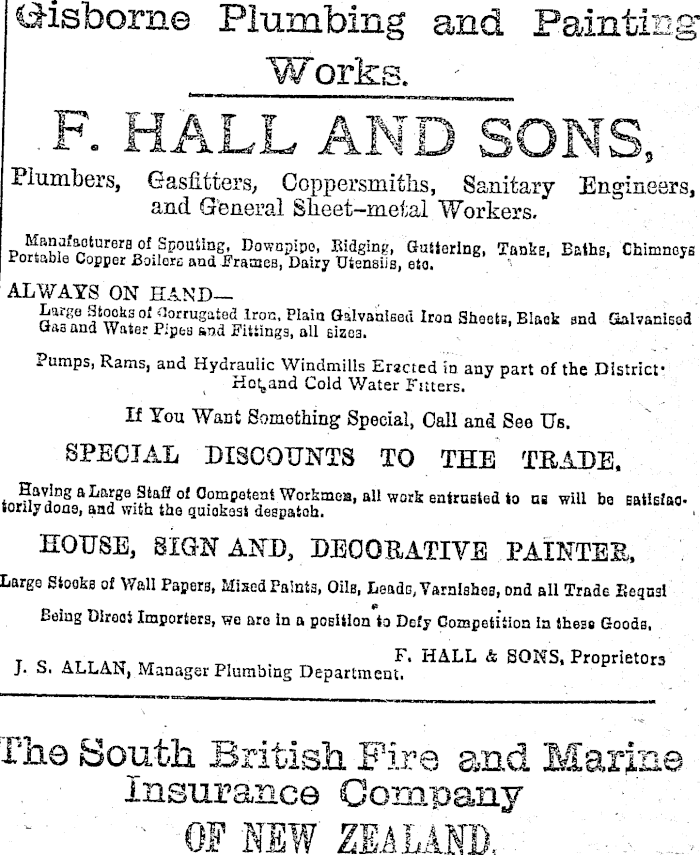 Gisborne Plumbing and Painting
Works.
F. HALL AND SONS,
Plumbers, Gasfitters, Coppersmiths, Sanitary Engineers,
and General Sheet-metal Workers.
Manafacturers of Spouting, Downpipe, Ridging, Guttering, Tanks, Baths, Chimneys
Portable Copper Boilers and Frames, Dairy Utensils, etc.
ALWAYS ON HAND—
Large Stocks of Corrugated Iron, Plain Galvanised Iron Sheets, Black and Galvanised
Gas and Water Pipes and Fittings, all sizes.
Pumps, Rams, and Hydraulic Windmills Erected in any part of the District·
Hot and Cold Water Fitters.
If You Want Something Special, Call and See Us.
SPECIAL DISCOUNTS TO THE TRADE.
Having a Large Staff of Competent Workmen, all work entrusted to us will be satisfac-
torily done, and with the quickest despatch.
HOUSE, SIGN AND, DECORATIVE PAINTER,
Large Stocks of Wall Papers, Mixed Paints, Oils, Leads, Varnishes, ond all Trade Requsi
Being Direct Importers, we are in a position to Defy Competition in these Goods.
F. HALL & SONS, Proprietors
J. S. ALLAN, Manager Plumbing Department.
The South British Fire and Marine
Insurance Company
OF NEW ZEALAND.